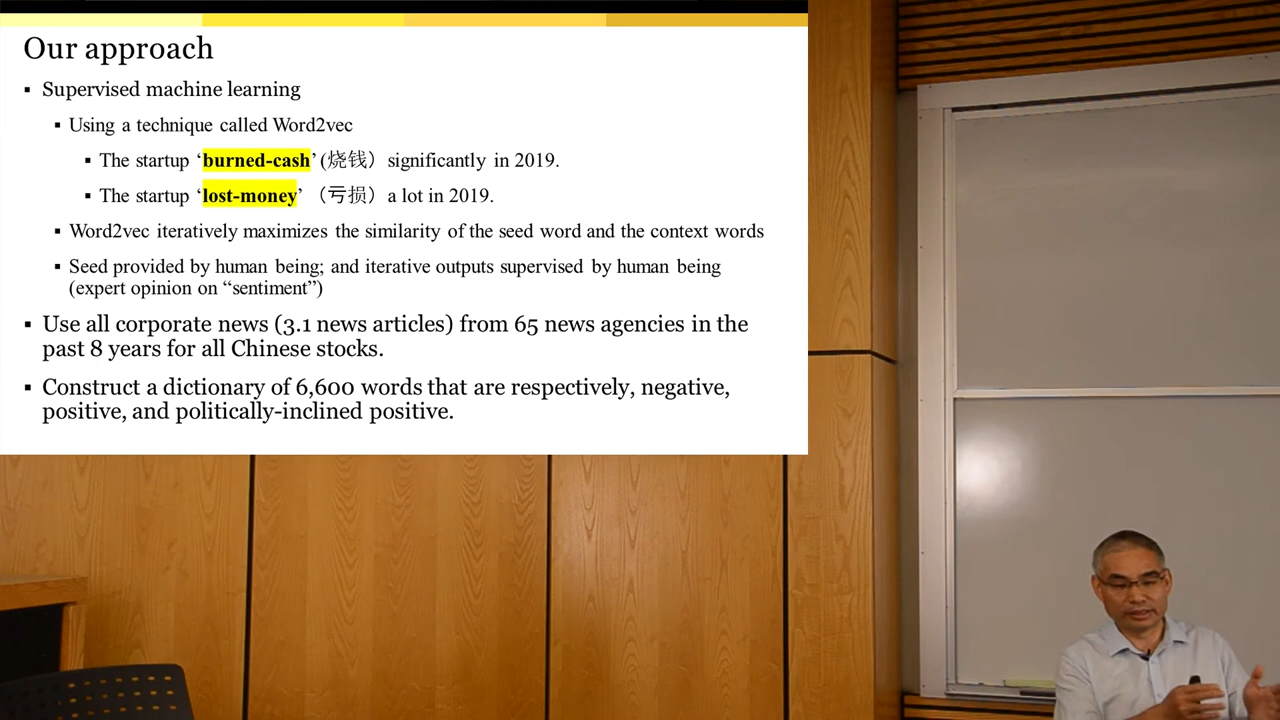 Our approach
▪ Supervised machine learning
▪ Using a technique called Word2vec
▪ The startup ‘burned-cash’ (烧钱）significantly in 2019.
▪ The startup ‘lost-money’ （亏损）a lot in 2019.
▪ Word2vec iteratively maximizes the similarity of the seed word and the context words
▪ Seed provided by human being; and iterative outputs supervised by human being
(expert opinion on “sentiment”)
▪ Use all corporate news (3.1 news articles) from 65 news agencies in the
past 8 years for all Chinese stocks.
▪ Construct a dictionary of 6,600 words that are respectively, negative,
positive, and politically-inclined positive.